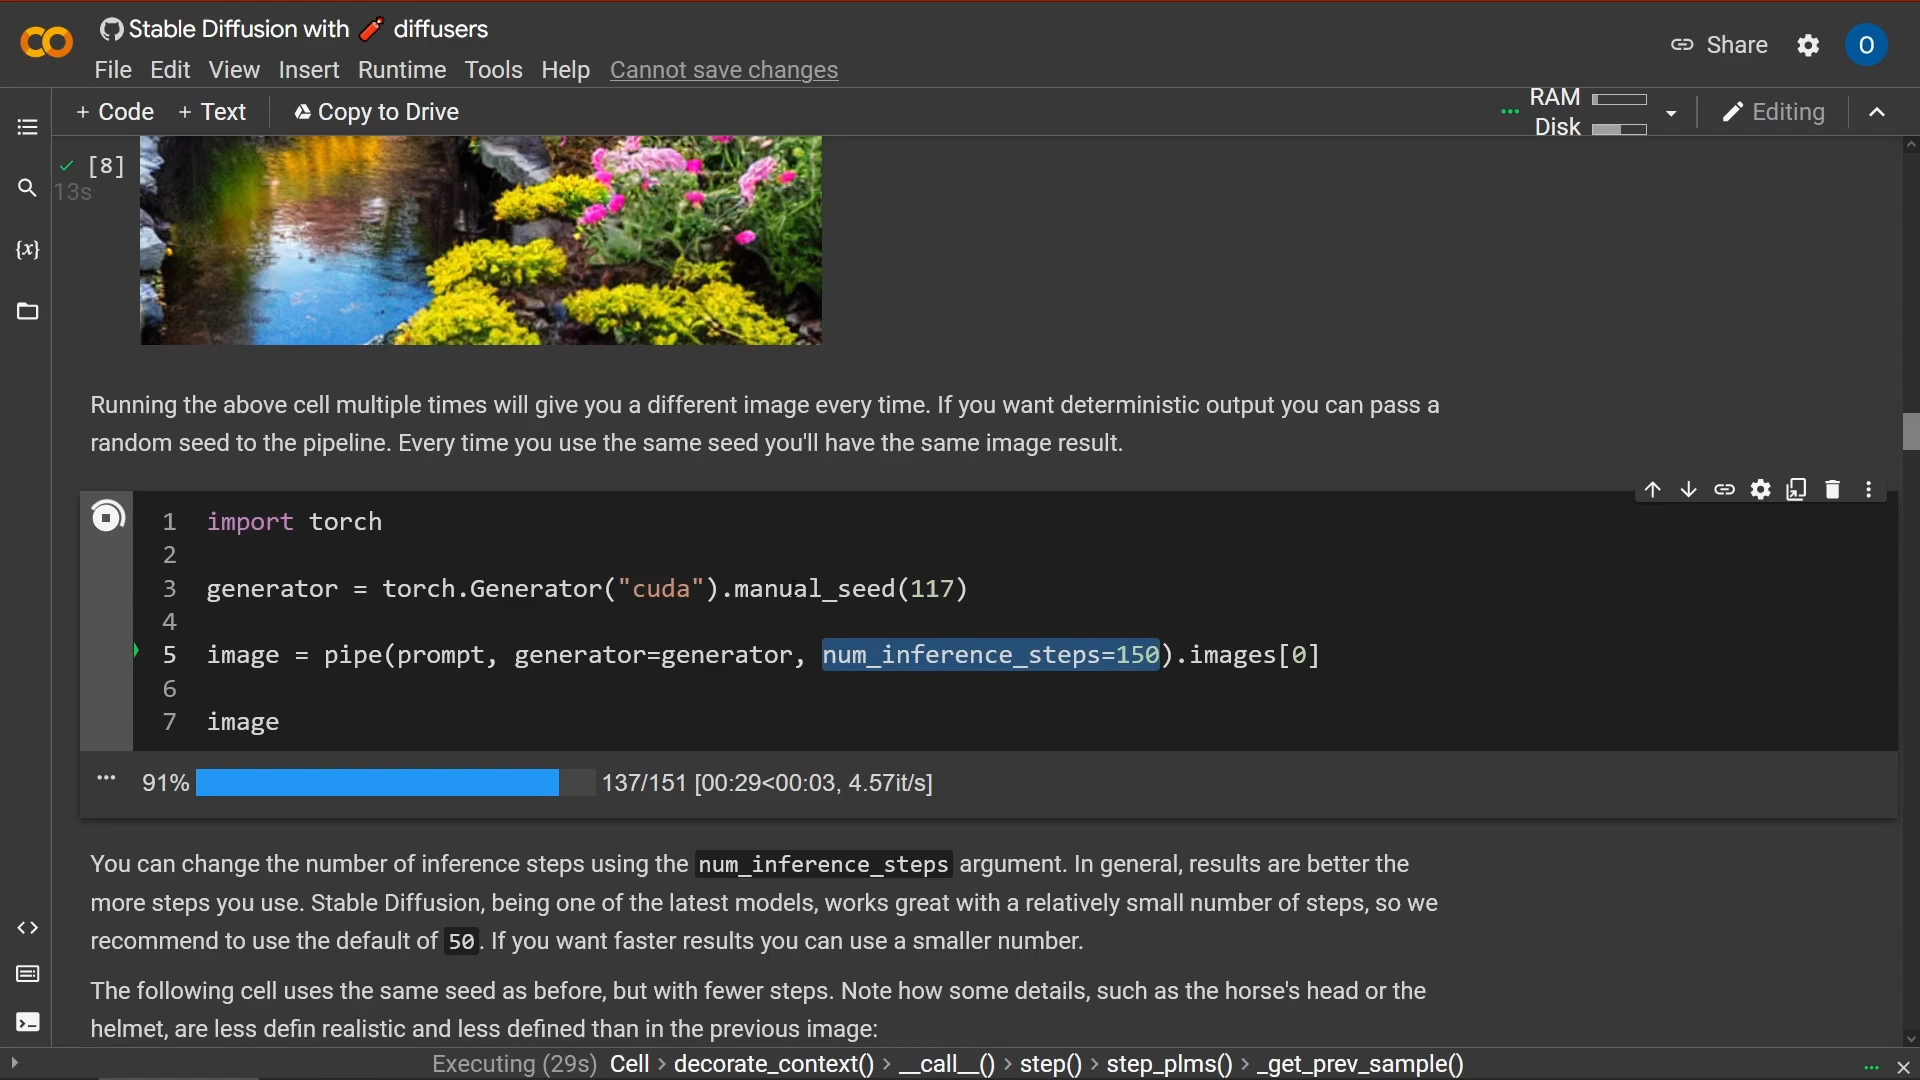 Stable Diffusion with 🧨 diffusers
File Edit View Insert Runtime Tools Help Cannot save changes
Share
O
+ Code + Text Copy to Drive
RAM
Disk
Editing
[8]
13s
{x}
Running the above cell multiple times will give you a different image every time. If you want deterministic output you can pass a
random seed to the pipeline. Every time you use the same seed you'll have the same image result.
1 import torch
2
3 generator = torch.Generator("cuda").manual_seed(117)
4
5 image = pipe(prompt, generator=generator, num_inference_steps=150).images[0]
6
7 image
91% 137/151 [00:29<00:03, 4.57it/s]
You can change the number of inference steps using the num_inference_steps argument. In general, results are better the
more steps you use. Stable Diffusion, being one of the latest models, works great with a relatively small number of steps, so we
recommend to use the default of 50. If you want faster results you can use a smaller number.
The following cell uses the same seed as before, but with fewer steps. Note how some details, such as the horse's head or the
helmet, are less defin realistic and less defined than in the previous image:
Executing (29s) Cell > decorate_context() > __call__() > step() > step_plms() > _get_prev_sample()